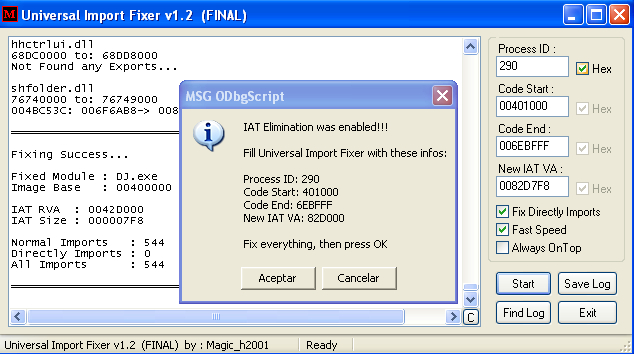 Universal Import Fixer v1.2 (FINAL)
hhctrlui.dll
68DC0000 to 68DD8000
Not Found any Exports...
shfolder.dll
76740000 to 76749000
004BC53C: 006F6AB8-> 008
Fixing Success...
Fixed Module : DJ.exe
Image Base : 00400000
IAT RVA : 0042D000
IAT Size : 000007F8
Normal Imports : 544
Directly Imports : 0
All Imports : 544
MSG ODbgScript
IAT Elimination was enabled!!!
Fill Universal Import Fixer with these infos:
Process ID: 290
Code Start: 401000
Code End: 6EBFFF
New IAT VA: 82D000
Fix everything, then press OK
Aceptar
Cancelar
Process ID :
290
Hex
Code Start :
00401000
Hex
Code End :
006EBFFF
Hex
New IAT VA :
0082D7F8
Hex
Fix Directly Imports
Fast Speed
Always OnTop
Start
Save Log
Find Log
Exit
C
Universal Import Fixer v1.2 (FINAL) by : Magic_h2001
Ready